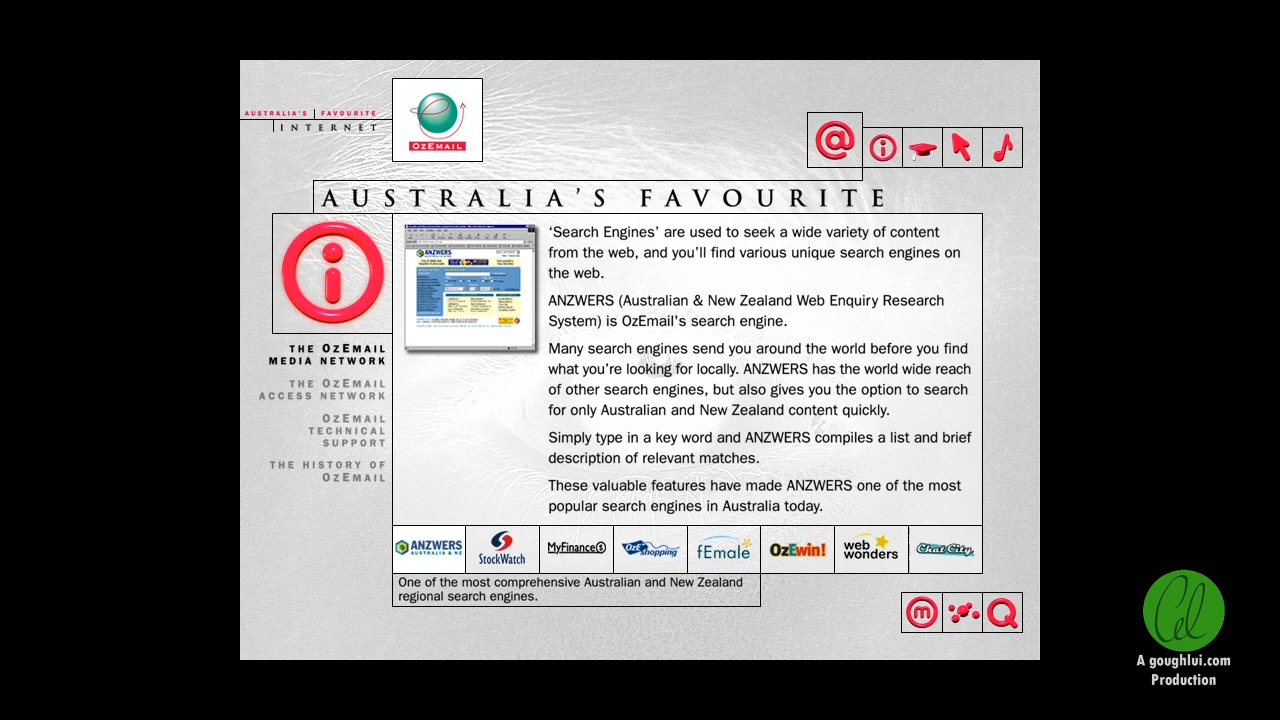 AUSTRALIA'S FAVOURITE
INTERNET
OZEMAIL
@
AUSTRALIA'S FAVOURITE
‘Search Engines’ are used to seek a wide variety of content
from the web, and you’ll find various unique search engines on
the web.
ANZWERS (Australian & New Zealand Web Enquiry Research
System) is OzEmail's search engine.
Many search engines send you around the world before you find
what you’re looking for locally. ANZWERS has the world wide reach
of other search engines, but also gives you the option to search
for only Australian and New Zealand content quickly.
Simply type in a key word and ANZWERS compiles a list and brief
description of relevant matches.
These valuable features have made ANZWERS one of the most
popular search engines in Australia today.
ANZWERS
i
THE OZEMAIL
MEDIA NETWORK
THE OZEMAIL
ACCESS NETWORK
OZEMAIL
TECHNICAL
SUPPORT
THE HISTORY OF
OZEMAIL
ANZWERS
AUSTRALIA & NZ
STOCKWATCH
MYFINANCE$
OzE shopping
fEmale
OzEwin!
web
wonders
Chat City
One of the most comprehensive Australian and New Zealand
regional search engines.
m
Q
Cel
A goughlui.com
Production